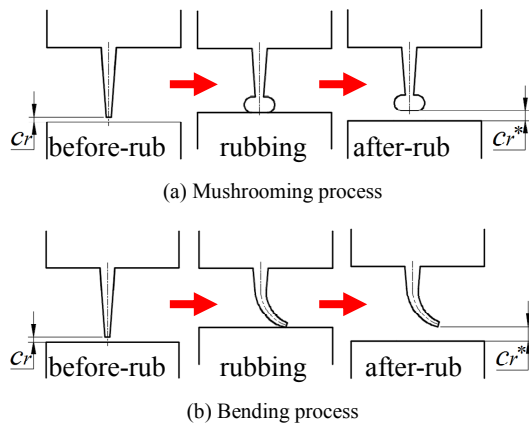 cr
before-rub
rubbing
after-rub
cr*
(a) Mushrooming process
cr
before-rub
rubbing
after-rub
cr*
(b) Bending process